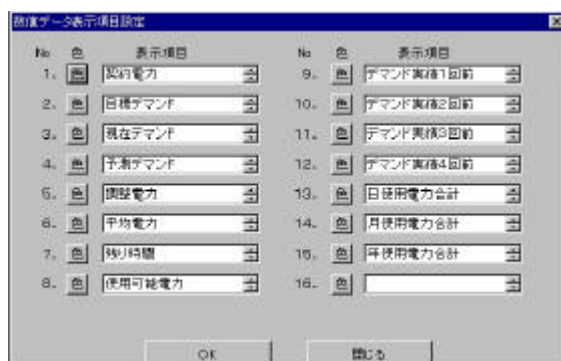 数値データ表示項目設定
No 色 表示項目
1. 色 契約電力
2. 色 目標デマンド
3. 色 現在デマンド
4. 色 予測デマンド
5. 色 調整電力
6. 色 平均電力
7. 色 残り時間
8. 色 使用可能電力
No 色 表示項目
9. 色 デマンド実績1回前
10. 色 デマンド実績2回前
11. 色 デマンド実績3回前
12. 色 デマンド実績4回前
13. 色 日使用電力合計
14. 色 月使用電力合計
15. 色 年使用電力合計
16. 色
OK 閉じる